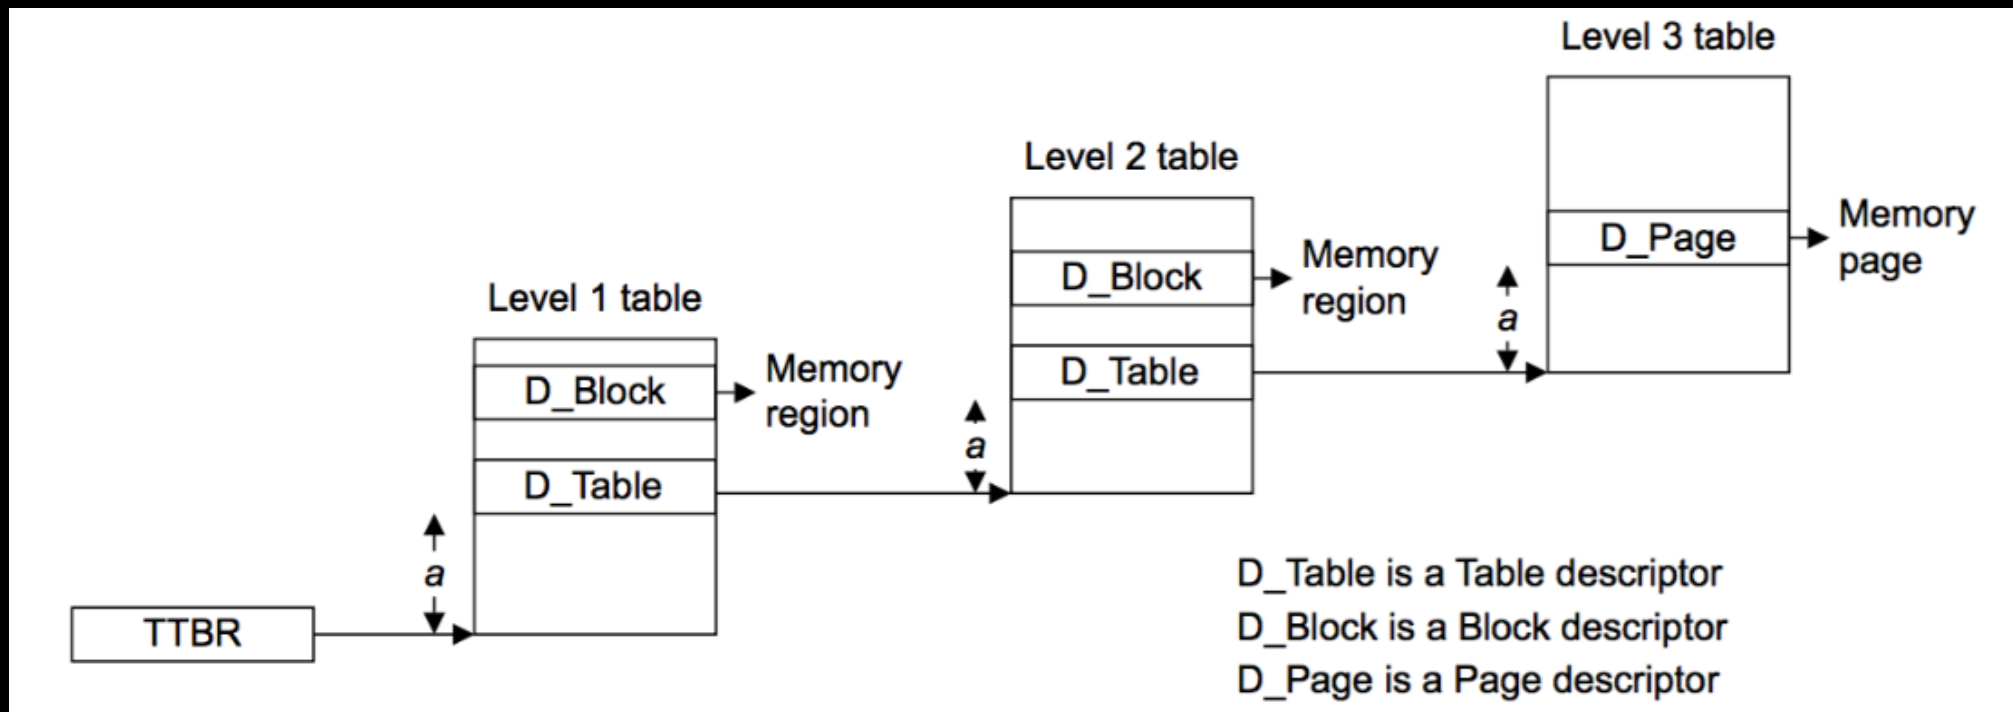 Level 3 table
Level 2 table
D_Page
Memory
page
D_Block
Memory
region
a
Level 1 table
D_Table
D_Block
Memory
region
a
D_Table
a
TTBR
D_Table is a Table descriptor
D_Block is a Block descriptor
D_Page is a Page descriptor